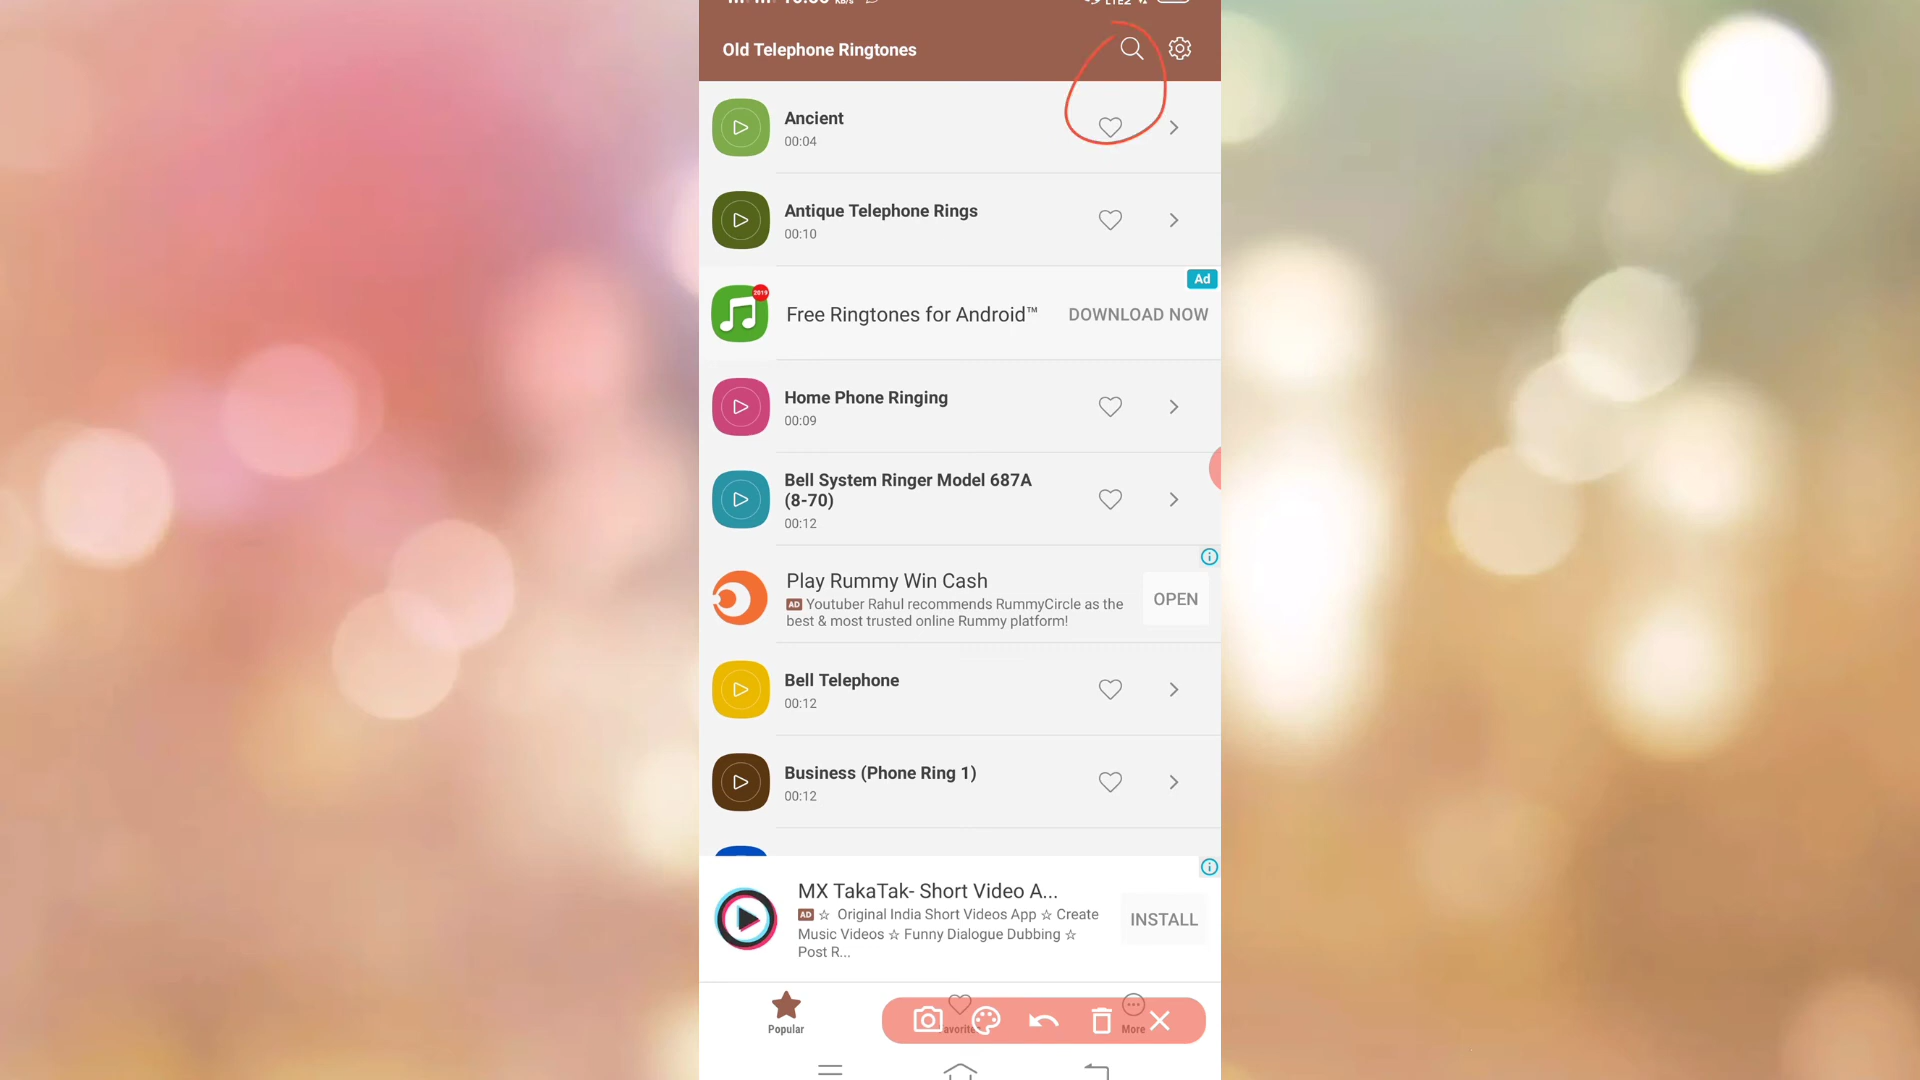 Old Telephone Ringtones
Ancient
00:04
Antique Telephone Rings
00:10
Ad
2019
Free Ringtones for Android™
DOWNLOAD NOW
Home Phone Ringing
00:09
Bell System Ringer Model 687A
(8-70)
00:12
Play Rummy Win Cash
AD Youtuber Rahul recommends RummyCircle as the
best & most trusted online Rummy platform!
OPEN
Bell Telephone
00:12
Business (Phone Ring 1)
00:12
MX TakaTak- Short Video A...
AD ☆ Original India Short Videos App ☆ Create
Music Videos ☆ Funny Dialogue Dubbing ☆
Post R...
INSTALL
Popular
More